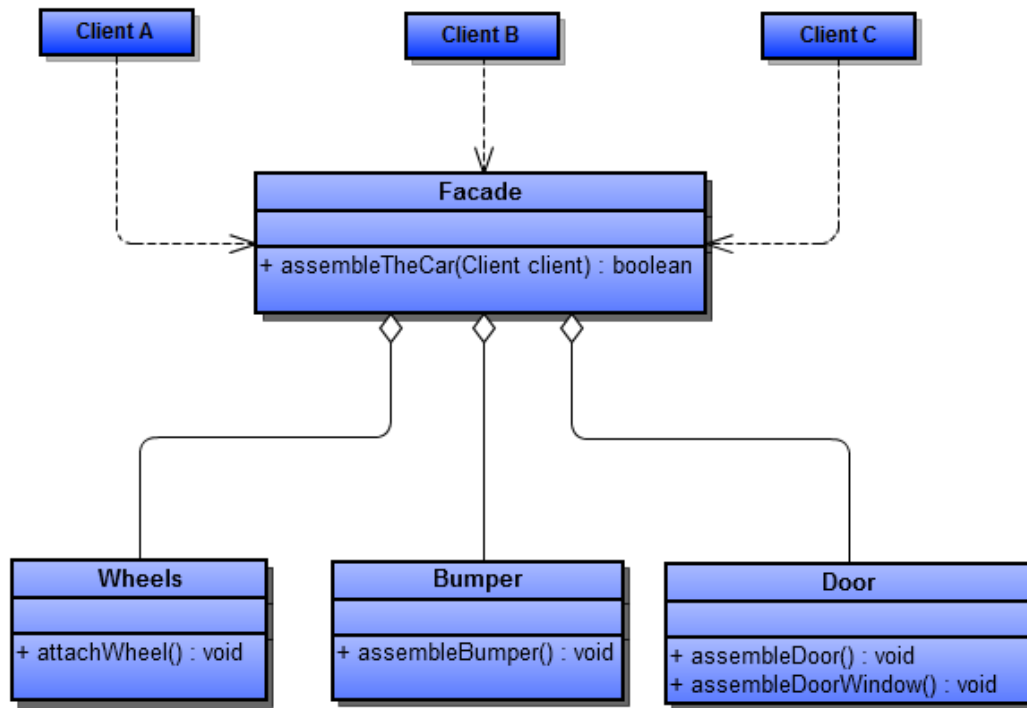 Client A
Client B
Client C
Facade
+ assembleTheCar(Client client) : boolean
Wheels
+ attachWheel() : void
Bumper
+ assembleBumper() : void
Door
+ assembleDoor() : void
+ assembleDoorWindow() : void